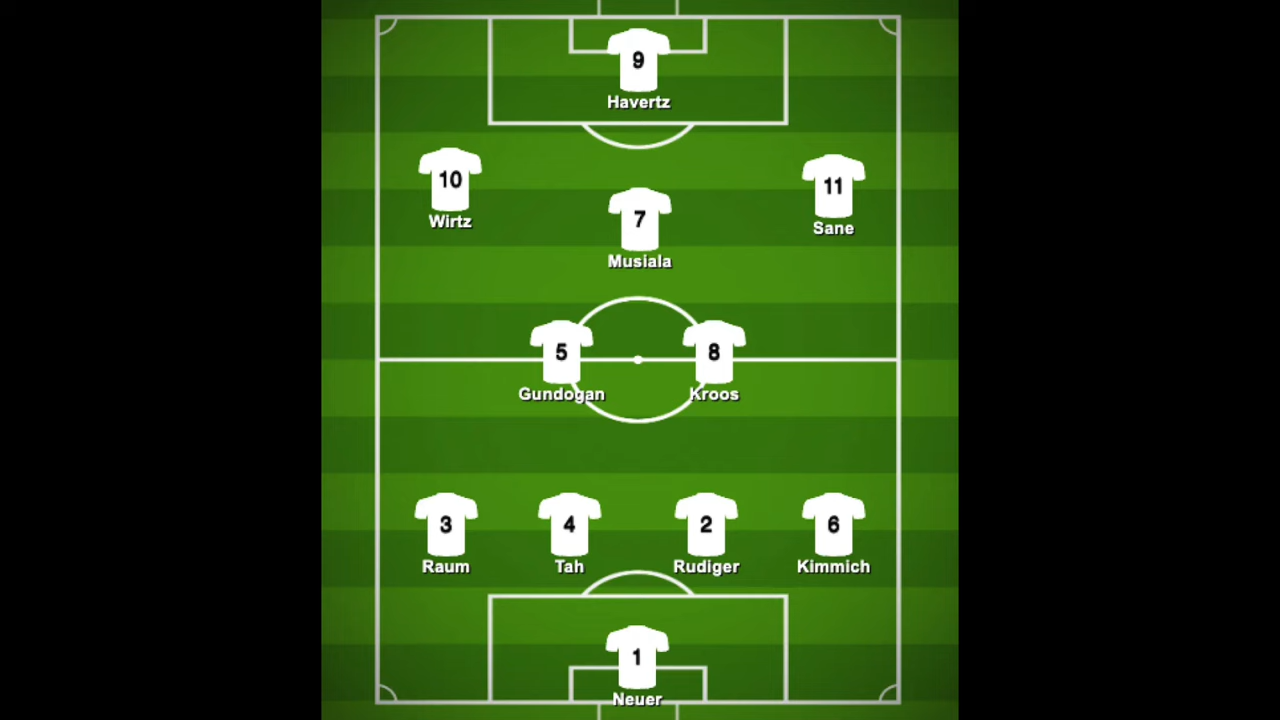 9
Havertz
10
Wirtz
7
Musiala
11
Sane
5
Gundogan
8
Kroos
3
Raum
4
Tah
2
Rudiger
6
Kimmich
1
Neuer